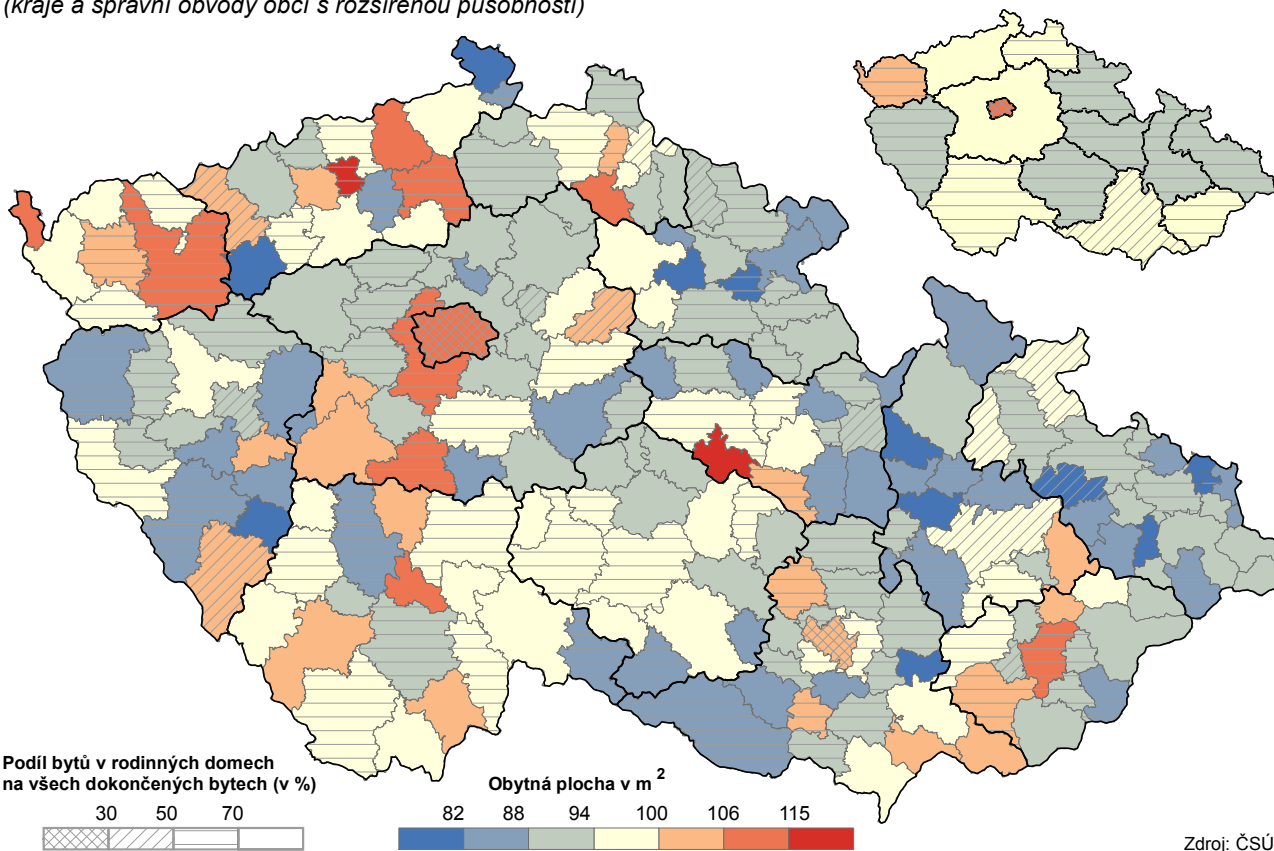 (kraje a správní obvody obcí s rozšířenou působností)
Podíl bytů v rodinných domech
na všech dokončených bytech (v %)
30 50 70
Obytná plocha v m 2
82 88 94 100 106 115
Zdroj: ČSÚ